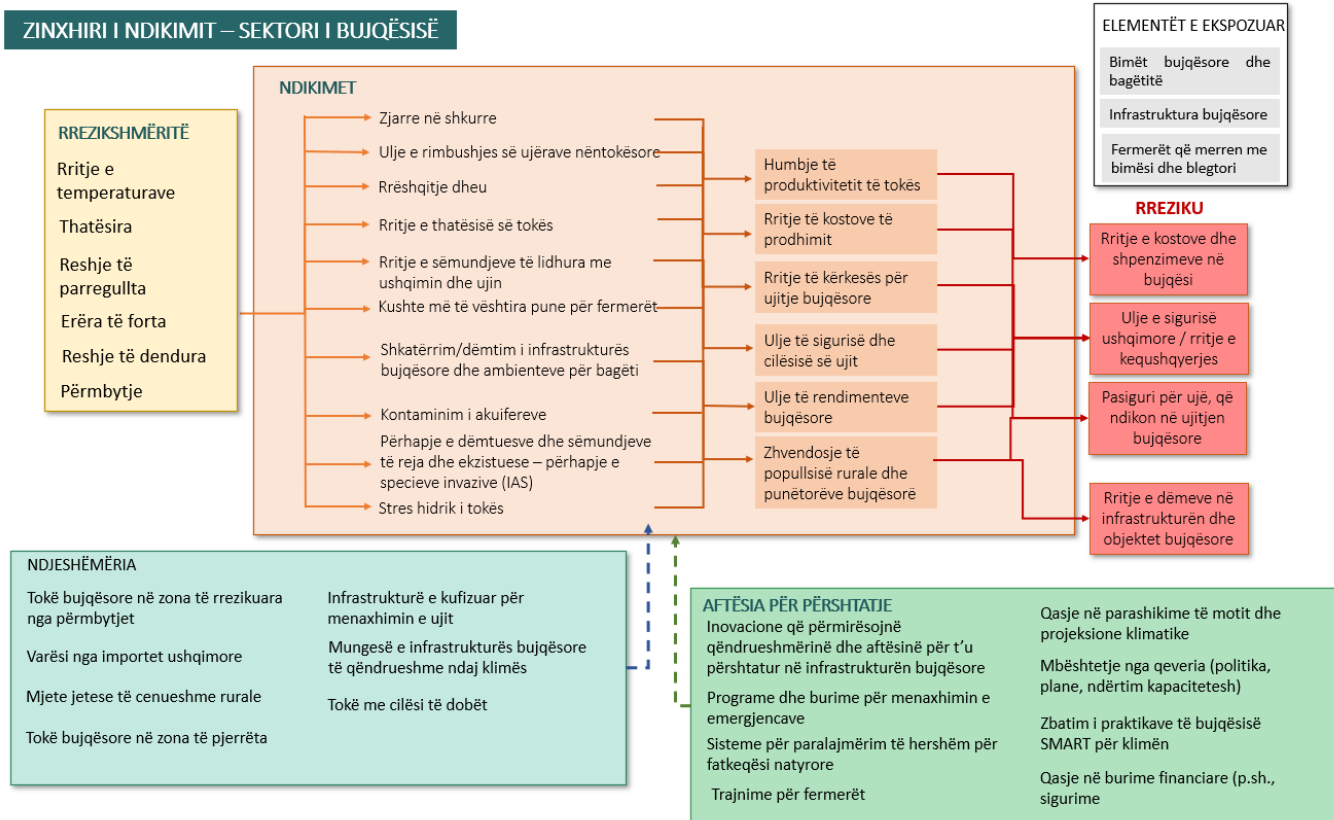 ZINXHIRI I NDIKIMIT – SEKTORI I BUJQËSISË
ELEMENTËT E EKSPOZUAR
Bimët bujqësore dhe
bagëtitë
Infrastruktura bujqësore
Fermerët që merren me
bimësi dhe blegtori
RREZIKSHMËRITË
Rritje e
temperaturave
Thatësira
Reshje të
parregullta
Erëra të forta
Reshje të dendura
Përmbytje
NDIKIMET
Zjarre në shkurre
Ulje e rimbushjes së ujërave nëntokësore
Rrëshqitje dheu
Rritje e thatësisë së tokës
Rritje e sëmundjeve të lidhura me
ushqimin dhe ujin
Kushte më të vështira pune për fermerët
Shkatërrim/dëmtim i infrastrukturës
bujqësore dhe ambienteve për bagëti
Kontaminim i akuifereve
Përhapje e dëmtuesve dhe sëmundjeve
të reja dhe ekzistuese – përhapje e
specieve invazive (IAS)
Stres hidrik i tokës
Humbje të
produktivitetit të tokës
Rritje të kostove të
prodhimit
Rritje të kërkesës për
ujitje bujqësore
Ulje të sigurisë dhe
cilësisë së ujit
Ulje të rendimenteve
bujqësore
Zhvendosje të
popullsisë rurale dhe
punëtorëve bujqësorë
RREZIKU
Rritje e kostove dhe
shpenzimeve në
bujqësi
Ulje e sigurisë
ushqimore / rritje e
kequshqyerjes
Pasiguri për ujë, që
ndikon në ujitjen
bujqësore
Rritje e dëmeve në
infrastrukturën dhe
objektet bujqësore
NDJESHMËRIA
Tokë bujqësore në zona të rrezikuara
nga përmbytjet
Varësi nga importet ushqimore
Mjete jetese të cenueshme rurale
Tokë bujqësore në zona të pjerrëta
Infrastrukturë e kufizuar për
menaxhimin e ujit
Mungesë e infrastrukturës bujqësore
të qëndrueshme ndaj klimës
Tokë me cilësi të dobët
AFTËSIA PËR PËRSHTATJE
Inovacione që përmirësojnë
qëndrueshmërinë dhe aftësinë për t’u
përshtatur në infrastrukturën bujqësore
Programe dhe burime për menaxhimin e
emergjencave
Sisteme për paralajmërim të hershëm për
fatkeqësi natyrore
Trajnime për fermerët
Qasje në parashikime të motit dhe
projeksione klimatike
Mbështetje nga qeveria (politika,
plane, ndërtim kapacitetesh)
Zbatim i praktikave të bujqësisë
SMART për klimën
Qasje në burime financiare (p.sh.,
sigurime